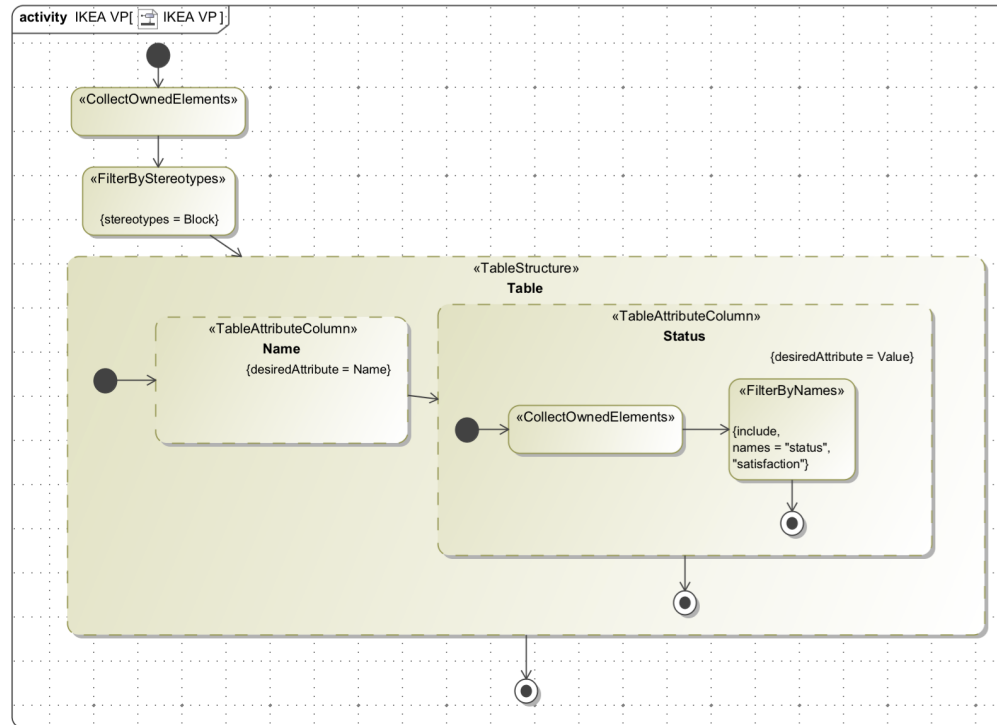 activity IKEA VP[ IKEA VP ]
«CollectOwnedElements»
«FilterByStereotypes»
{stereotypes = Block}
«TableStructure»
Table
«TableAttributeColumn»
Name
{desiredAttribute = Name}
«TableAttributeColumn»
Status
{desiredAttribute = Value}
«CollectOwnedElements»
«FilterByNames»
{include,
names = "status",
"satisfaction"}